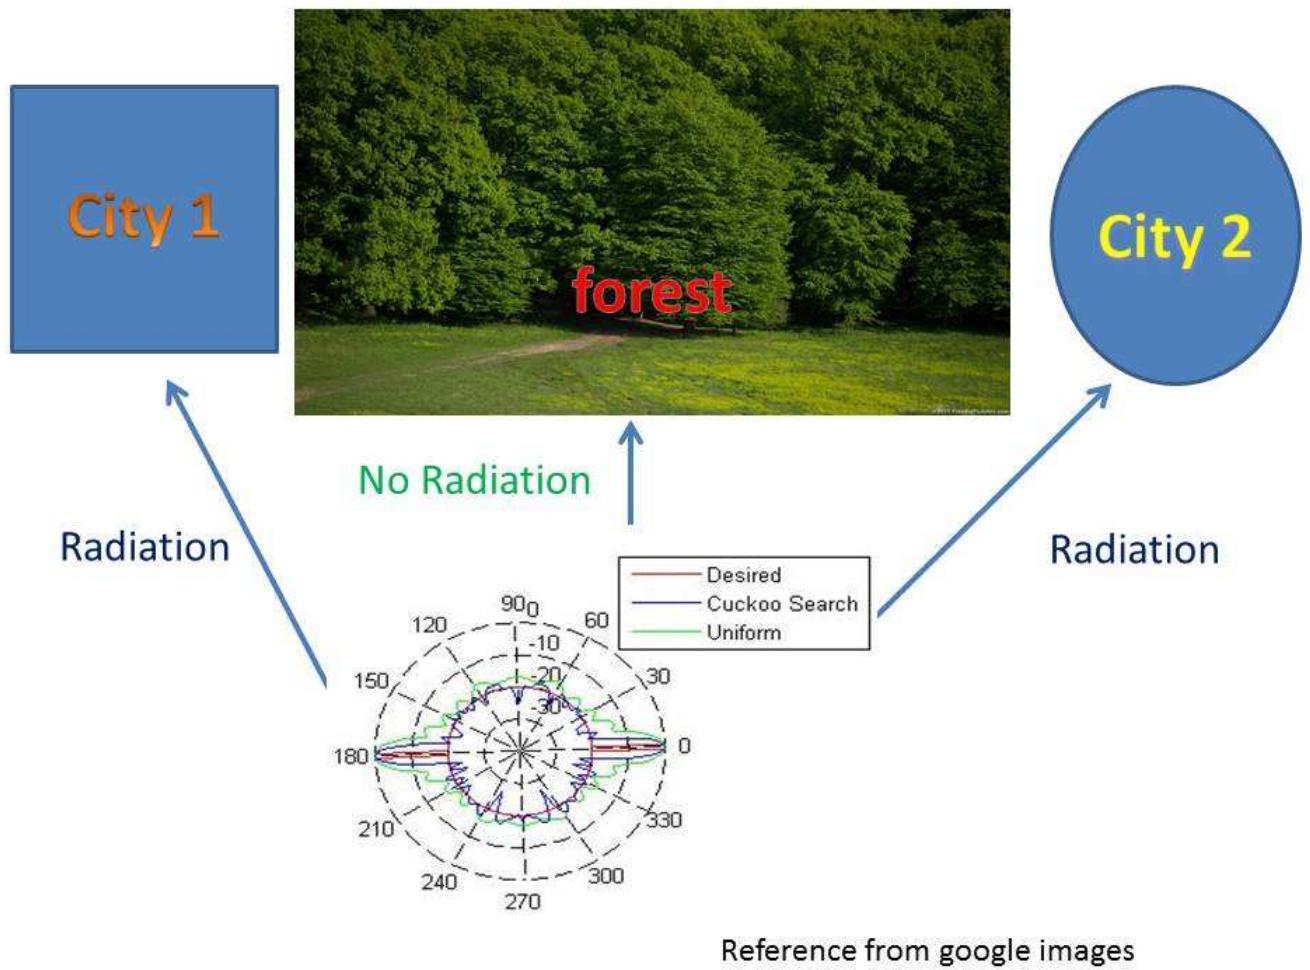 City 1
forest
City 2
No Radiation
Radiation
Radiation
Desired
Cuckoo Search
Uniform
90
0
120
60
-10
150
-20
30
-30
180
0
210
330
240
300
270
Reference from google images